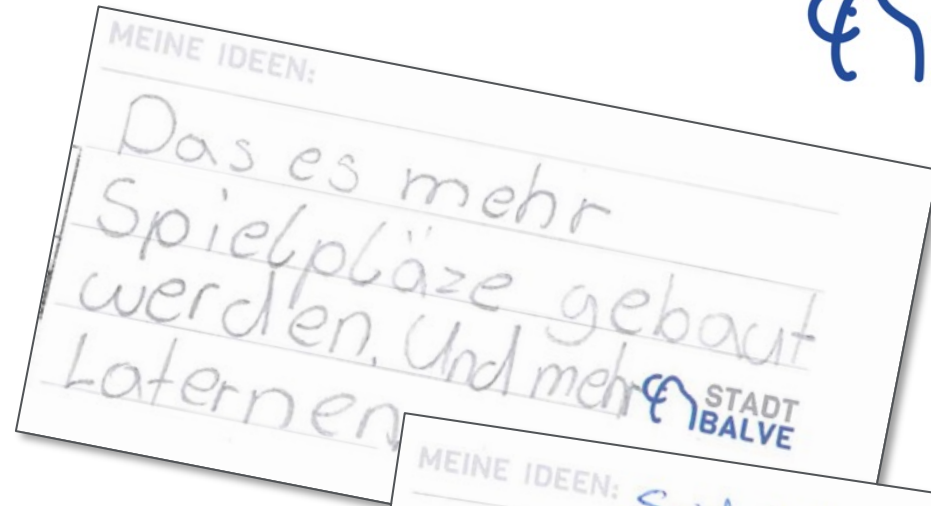 MEINE IDEEN:
Das es mehr
Spielpläze gebaut
werden. Und mehr
Laternen
STADT
BALVE
MEINE IDEEN: